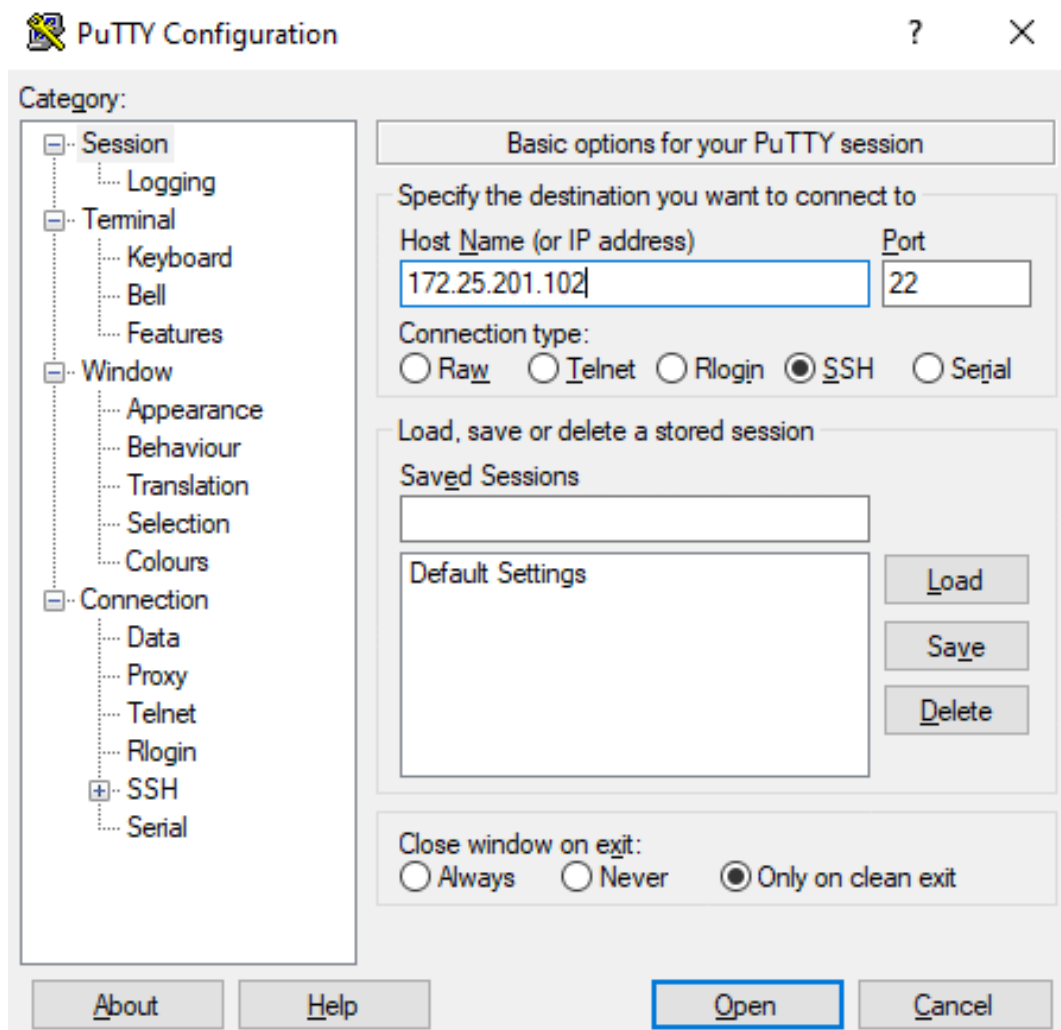 PuTTY Configuration ? ×
Category:
Session
Logging
Terminal
Keyboard
Bell
Features
Window
Appearance
Behaviour
Translation
Selection
Colours
Connection
Data
Proxy
Telnet
Rlogin
SSH
Serial
Basic options for your PuTTY session
Specify the destination you want to connect to
Host Name (or IP address) Port
172.25.201.102 22
Connection type:
Raw Telnet Rlogin SSH Serial
Load, save or delete a stored session
Saved Sessions
Default Settings
Load
Save
Delete
Close window on exit:
Always Never Only on clean exit
About Help Open Cancel